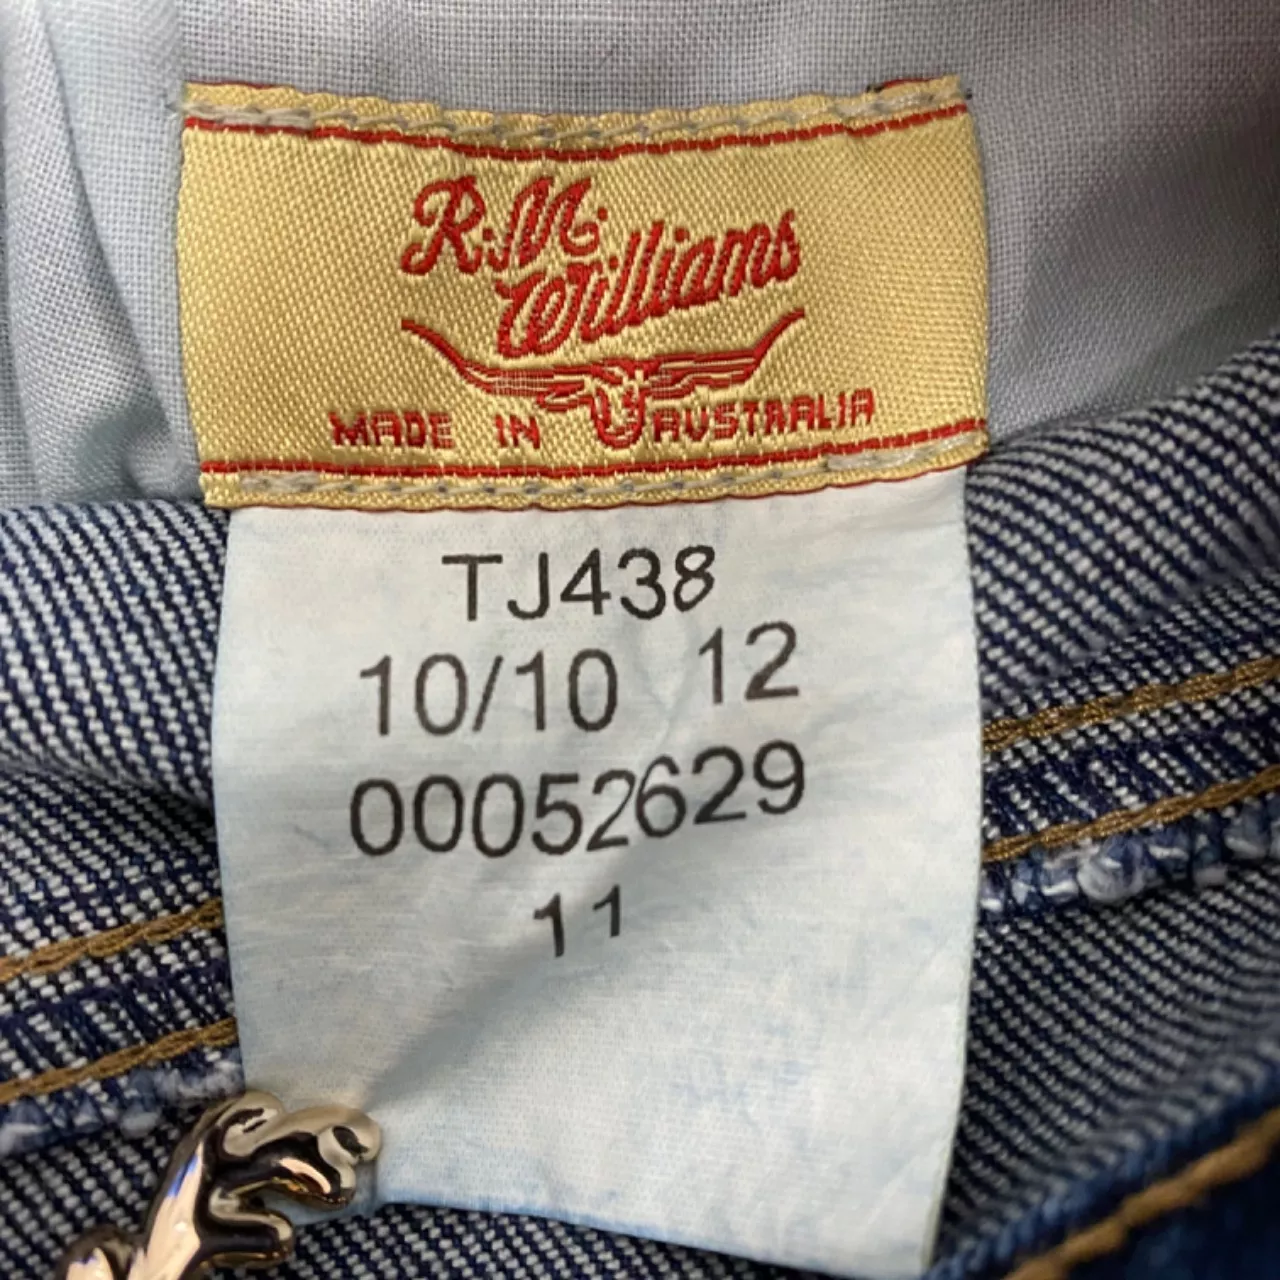 R.M.
Williams
MADE IN AUSTRALIA
TJ438
10/10 12
00052629
11